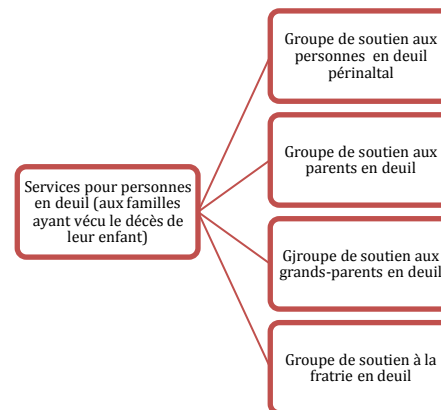 Groupe de soutien aux
personnes en deuil
périnaltal
Groupe de soutien aux
parents en deuil
Services pour personnes
en deuil (aux familles
ayant vécu le décès de
leur enfant)
Gjroupe de soutien aux
grands-parents en deuil
Groupe de soutien à la
fratrie en deuil